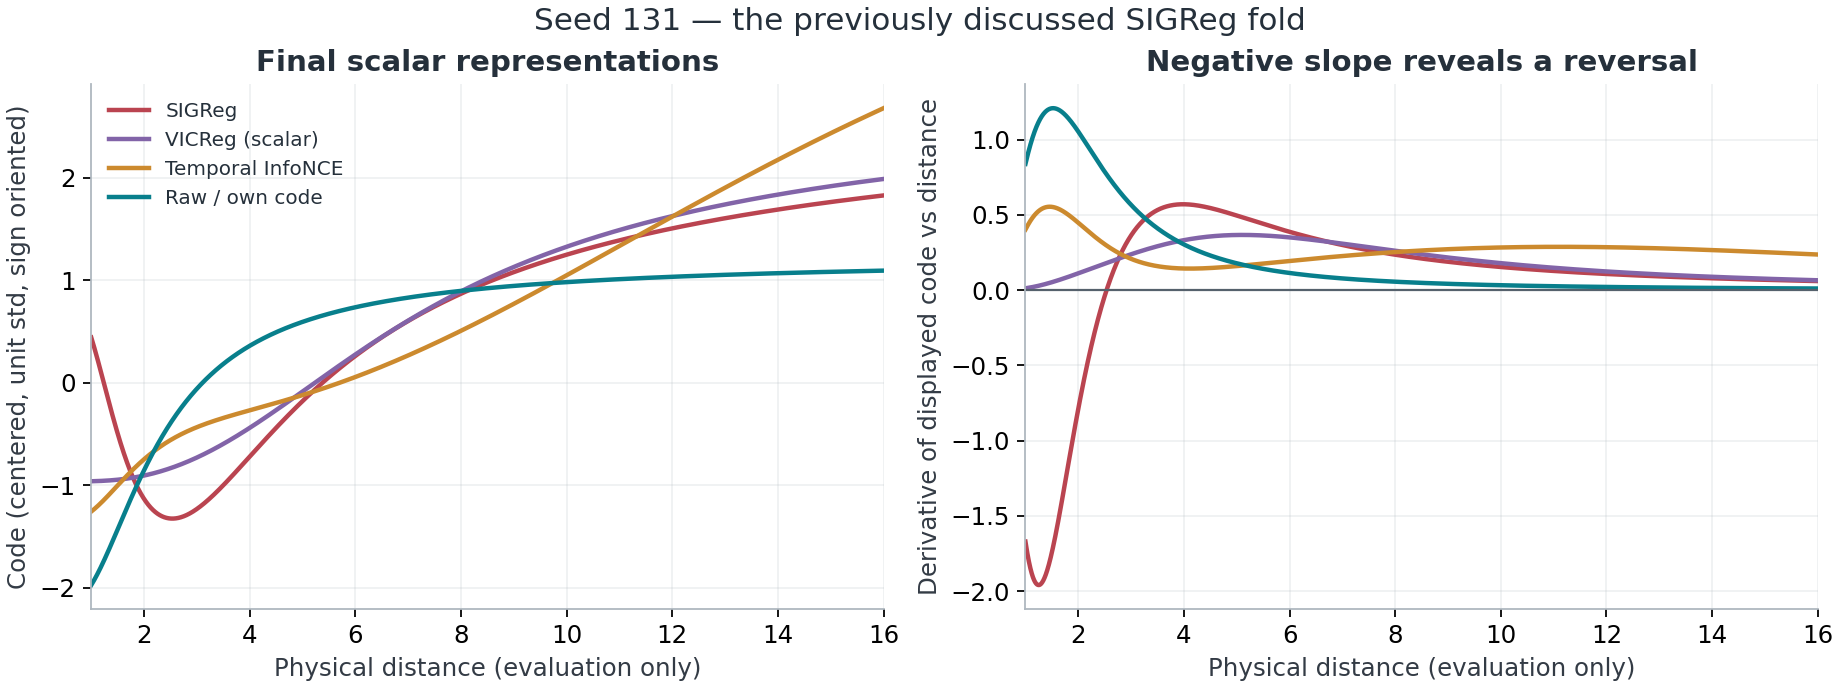 Seed 131 — the previously discussed SIGReg fold
Final scalar representations
Code (centered, unit std, sign oriented)
2
1
0
−1
−2
SIGReg
VICReg (scalar)
Temporal InfoNCE
Raw / own code
2 4 6 8 10 12 14 16
Physical distance (evaluation only)
Negative slope reveals a reversal
Derivative of displayed code vs distance
1.0
0.5
0.0
−0.5
−1.0
−1.5
−2.0
2 4 6 8 10 12 14 16
Physical distance (evaluation only)